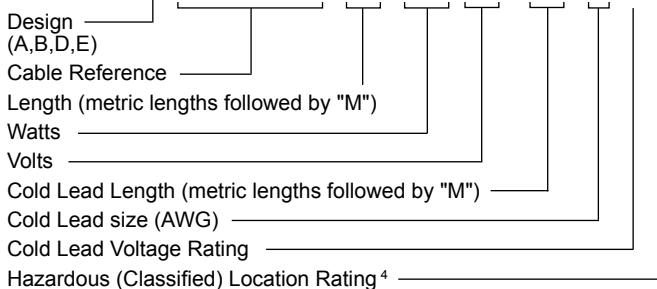 Design
(A,B,D,E)
Cable Reference
Length (metric lengths followed by "M")
Watts
Volts
Cold Lead Length (metric lengths followed by "M")
Cold Lead size (AWG)
Cold Lead Voltage Rating
Hazardous (Classified) Location Rating 4